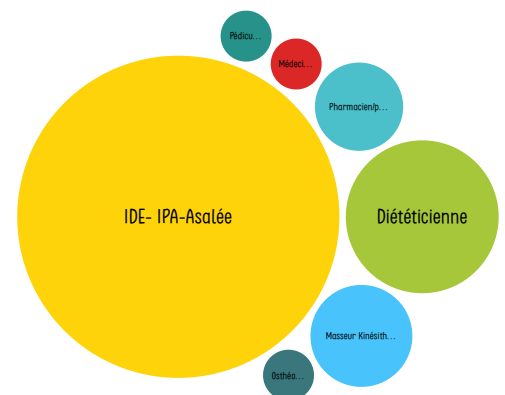 Pédicu...
Médeci...
Pharmacien/p...
IDE- IPA-Asalée
Diététicienne
Masseur Kinésith...
Osthéo...